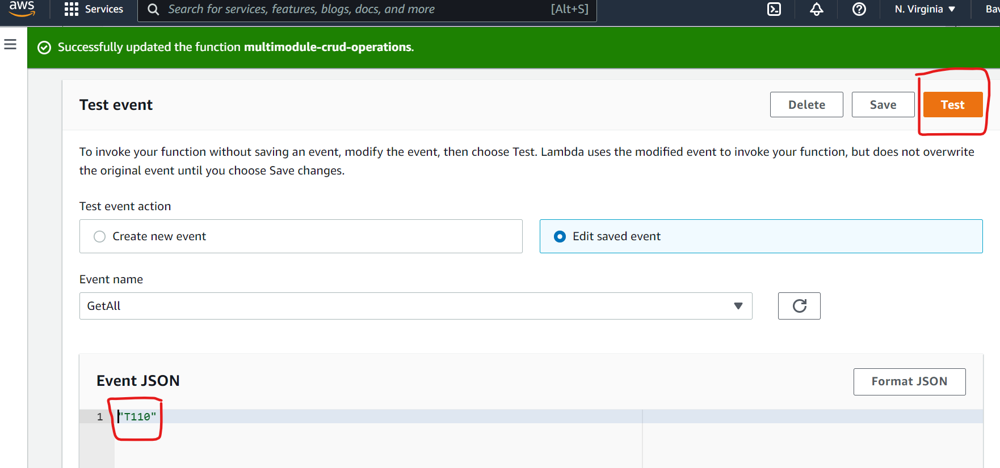 aws Services Search for services, features, blogs, docs, and more [Alt+S] N. Virginia ▼ Bav
Successfully updated the function multimodule-crud-operations.
Test event Delete Save Test
To invoke your function without saving an event, modify the event, then choose Test. Lambda uses the modified event to invoke your function, but does not overwrite
the original event until you choose Save changes.
Test event action
Create new event Edit saved event
Event name
GetAll
Event JSON Format JSON
1 "T110"